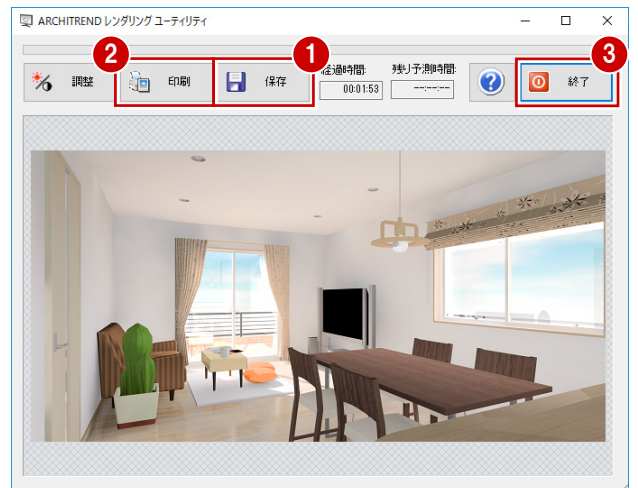 ARCHITREND レンダリング ユーティリティ
2
1
3
調整
印刷
保存
経過時間:
00:01:53
残り予測時間:
--:--:--
?
終了